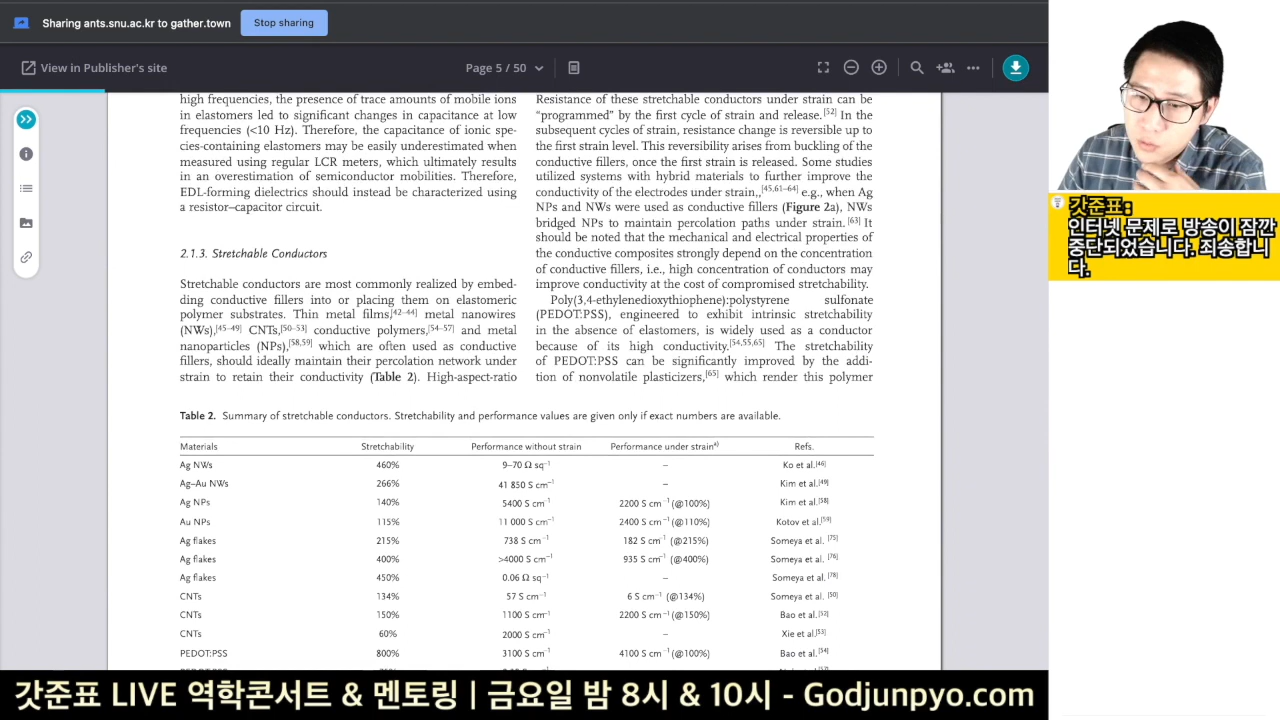 Sharing ants.snu.ac.kr to gather.town
Stop sharing
View in Publisher's site
Page 5 / 50
high frequencies, the presence of trace amounts of mobile ions
in elastomers led to significant changes in capacitance at low
frequencies (<10 Hz). Therefore, the capacitance of ionic spe-
cies-containing elastomers may be easily underestimated when
measured using regular LCR meters, which ultimately results
in an overestimation of semiconductor mobilities. Therefore,
EDL-forming dielectrics should instead be characterized using
a resistor–capacitor circuit.
2.1.3. Stretchable Conductors
Stretchable conductors are most commonly realized by embed-
ding conductive fillers into or placing them on elastomeric
polymer substrates. Thin metal films,[42–44] metal nanowires
(NWs),[45–49] CNTs,[50–53] conductive polymers,[54–57] and metal
nanoparticles (NPs),[58,59] which are often used as conductive
fillers, should ideally maintain their percolation network under
strain to retain their conductivity (Table 2). High-aspect-ratio
Resistance of these stretchable conductors under strain can be
“programmed” by the first cycle of strain and release.[52] In the
subsequent cycles of strain, resistance change is reversible up to
the first strain level. This reversibility arises from buckling of the
conductive fillers, once the first strain is released. Some studies
utilized systems with hybrid materials to further improve the
conductivity of the electrodes under strain,,[45,61–64] e.g., when Ag
NPs and NWs were used as conductive fillers (Figure 2a), NWs
bridged NPs to maintain percolation paths under strain.[63] It
should be noted that the mechanical and electrical properties of
the conductive composites strongly depend on the concentration
of conductive fillers, i.e., high concentration of conductors may
improve conductivity at the cost of compromised stretchability.
Poly(3,4-ethylenedioxythiophene):polystyrene sulfonate
(PEDOT:PSS), engineered to exhibit intrinsic stretchability
in the absence of elastomers, is widely used as a conductor
because of its high conductivity.[54,55,65] The stretchability
of PEDOT:PSS can be significantly improved by the addi-
tion of nonvolatile plasticizers,[65] which render this polymer
Table 2. Summary of stretchable conductors. Stretchability and performance values are given only if exact numbers are available.
Materials Stretchability Performance without strain Performance under strain a) Refs.
Ag NWs 460% 9–70 Ω sq−1 – Ko et al.[46]
Ag–Au NWs 266% 41 850 S cm−1 – Kim et al.[49]
Ag NPs 140% 5400 S cm−1 2200 S cm−1 (@100%) Kim et al.[58]
Au NPs 115% 11 000 S cm−1 2400 S cm−1 (@110%) Kotov et al.[59]
Ag flakes 215% 738 S cm−1 182 S cm−1 (@215%) Someya et al. [75]
Ag flakes 400% >4000 S cm−1 935 S cm−1 (@400%) Someya et al. [76]
Ag flakes 450% 0.06 Ω sq−1 – Someya et al. [78]
CNTs 134% 57 S cm−1 6 S cm−1 (@134%) Someya et al. [50]
CNTs 150% 1100 S cm−1 2200 S cm−1 (@150%) Bao et al.[52]
CNTs 60% 2000 S cm−1 – Xie et al.[53]
PEDOT:PSS 800% 3100 S cm−1 4100 S cm−1 (@100%) Bao et al.[54]
갓준표:
인터넷 문제로 방송이 잠깐
중단되었습니다. 죄송합니
다.
갓준표 LIVE 역학콘서트 & 멘토링 | 금요일 밤 8시 & 10시 - Godjunpyo.com